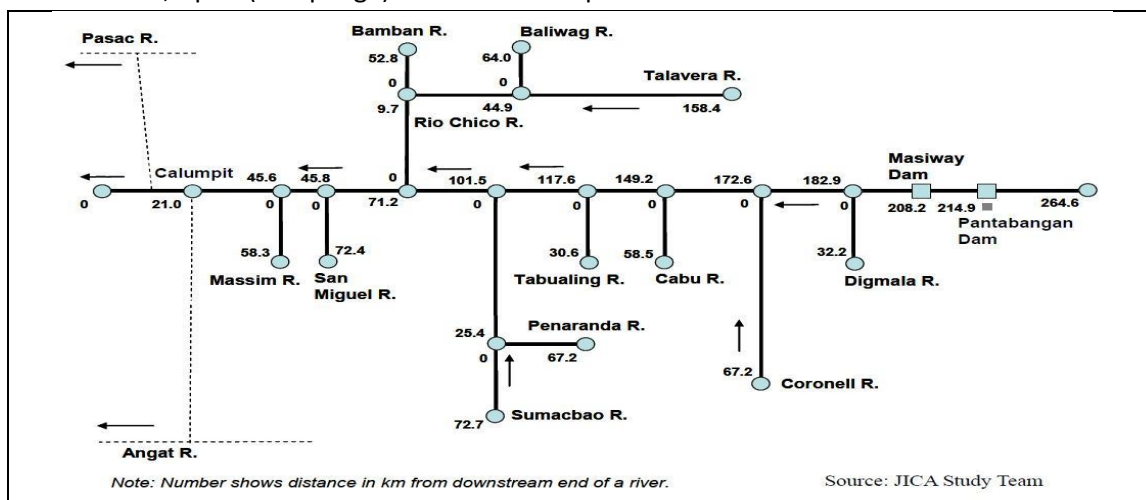 Pasac R.
Bamban R.
Baliwag R.
52.8
64.0
Talavera R.
0
0
9.7
44.9
158.4
Rio Chico R.
Calumpit
45.6
45.8
0
101.5
117.6
149.2
172.6
182.9
Masiway
Dam
0
21.0
0
0
71.2
0
0
0
0
0
208.2
214.9
264.6
Pantabangan
Dam
58.3
72.4
30.6
58.5
32.2
Massim R.
San
Miguel R.
Tabualing R.
Cabu R.
Digmala R.
25.4
Penaranda R.
0
67.2
67.2
Coronell R.
72.7
Sumacbao R.
Angat R.
Note: Number shows distance in km from downstream end of a river.
Source: JICA Study Team